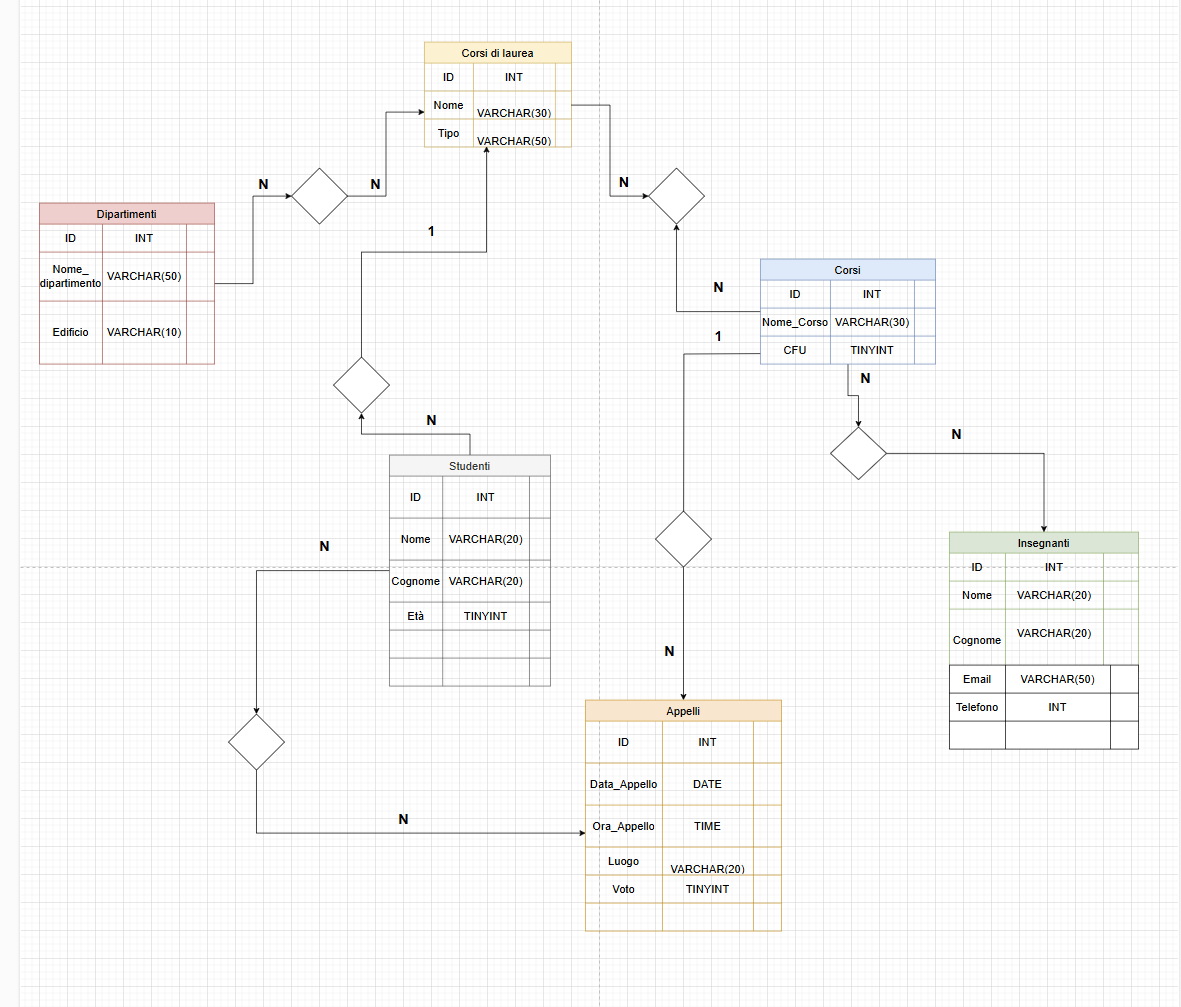 Corsi di laurea
ID INT
Nome VARCHAR(30)
Tipo VARCHAR(50)
N
N
N
1
Dipartimenti
ID INT
Nome_
dipartimento VARCHAR(50)
Edificio VARCHAR(10)
N
1
Corsi
ID INT
Nome_Corso VARCHAR(30)
CFU TINYINT
N
N
N
Studenti
ID INT
Nome VARCHAR(20)
Cognome VARCHAR(20)
Età TINYINT
N
N
Insegnanti
ID INT
Nome VARCHAR(20)
Cognome VARCHAR(20)
Email VARCHAR(50)
Telefono INT
Appelli
ID INT
Data_Appello DATE
Ora_Appello TIME
Luogo VARCHAR(20)
Voto TINYINT
N